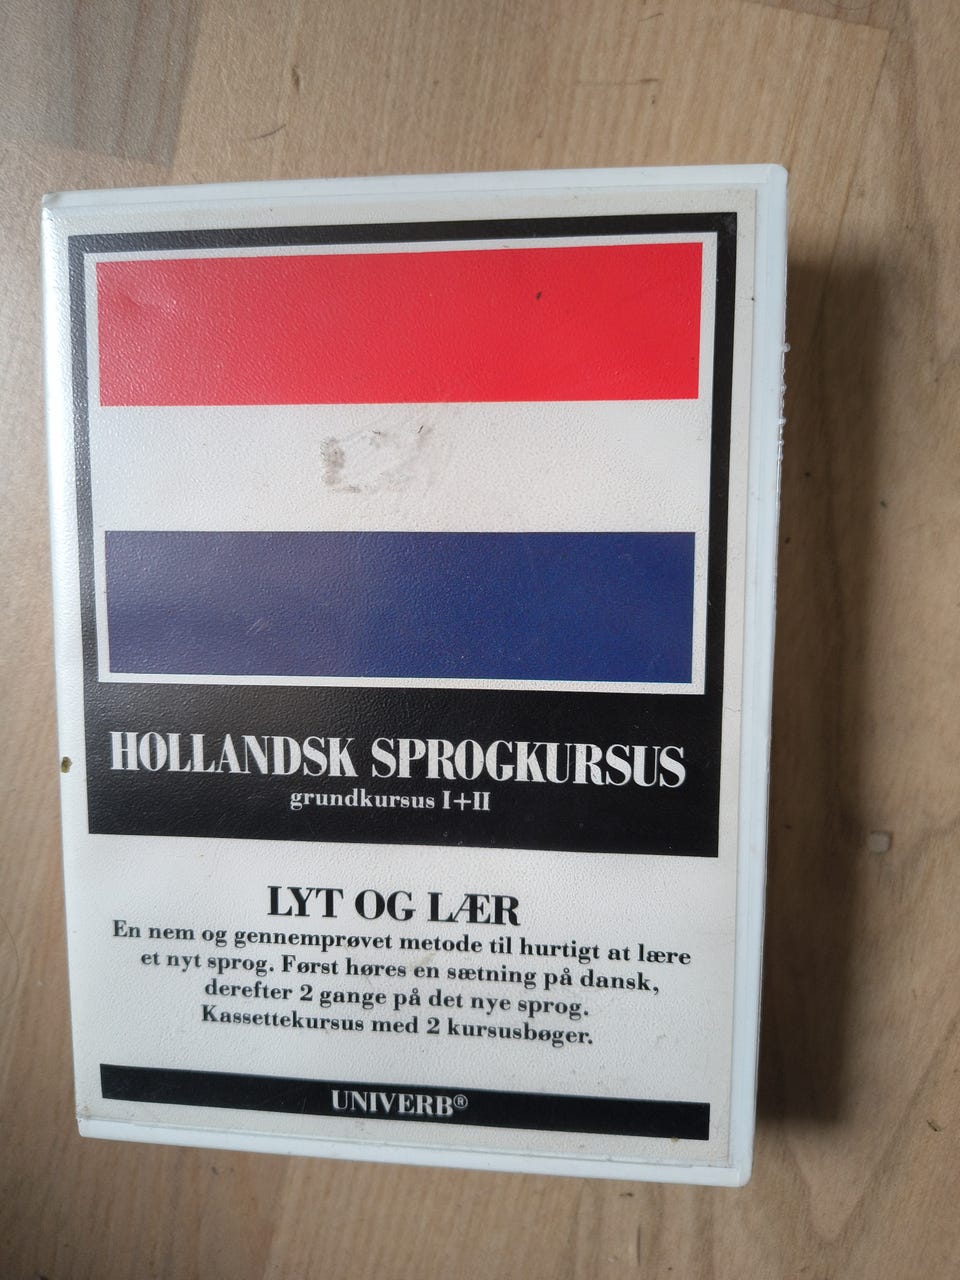 HOLLANDSK SPROGKURSUS
grundkursus I+II
LYT OG LÆR
En nem og gennemprøvet metode til hurtigt at lære
et nyt sprog. Først høres en sætning på dansk,
derefter 2 gange på det nye sprog.
Kassettekursus med 2 kursusbøger.
UNIVERB®